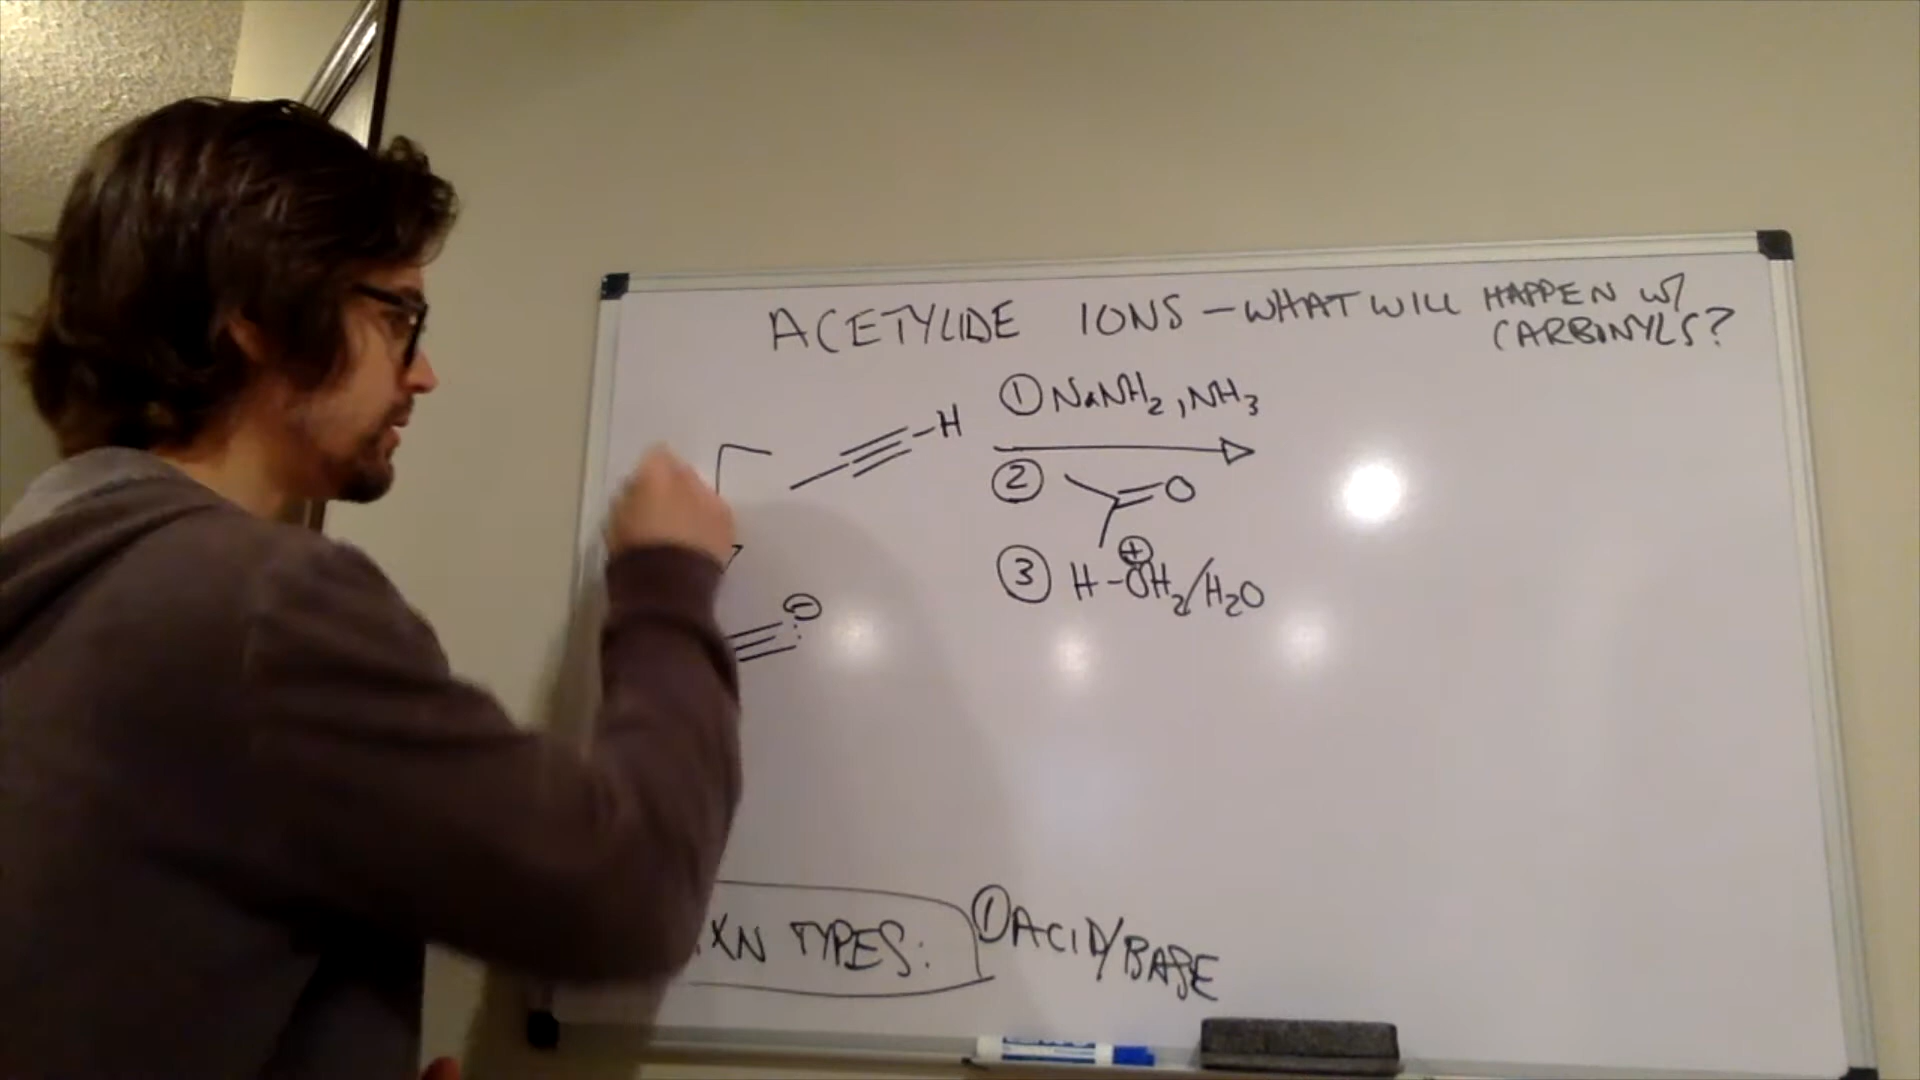 ACETYLIDE IONS – WHAT WILL HAPPEN W/
CARBONYLS?
① NaNH2, NH3
H
② O
③ H-OH2/H2O
⊕
⊖
XN TYPES: ① ACID/BASE